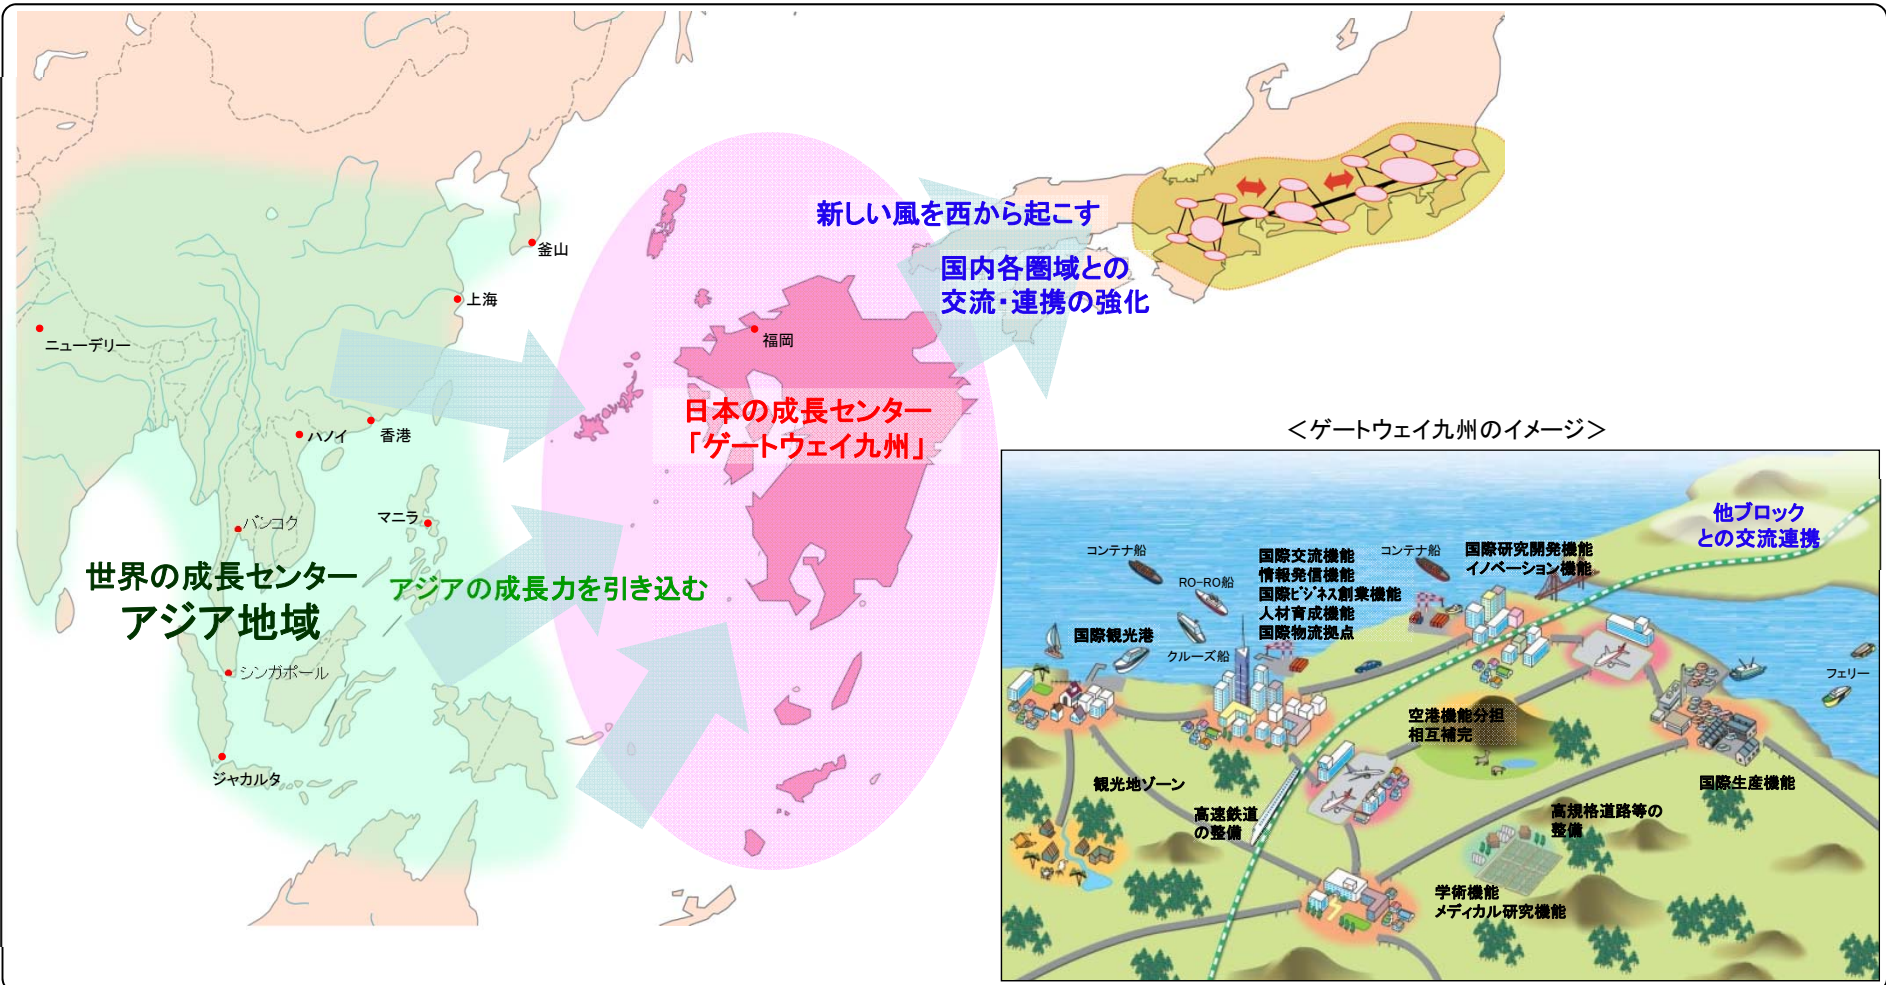 新しい風を西から起こす
国内各圏域との
交流・連携の強化
釜山
上海
ニューデリー
福岡
日本の成長センター
「ゲートウェイ九州」
ハノイ
香港
バンコク
マニラ
世界の成長センター
アジア地域
アジアの成長力を引き込む
シンガポール
ジャカルタ
＜ゲートウェイ九州のイメージ＞
他ブロック
との交流連携
コンテナ船
RO-RO船
国際交流機能
情報発信機能
国際ビジネス創業機能
人材育成機能
国際物流拠点
コンテナ船
国際研究開発機能
イノベーション機能
国際観光港
クルーズ船
フェリー
空港機能分担
相互補完
観光地ゾーン
高速鉄道
の整備
国際生産機能
高規格道路等の
整備
学術機能
メディカル研究機能